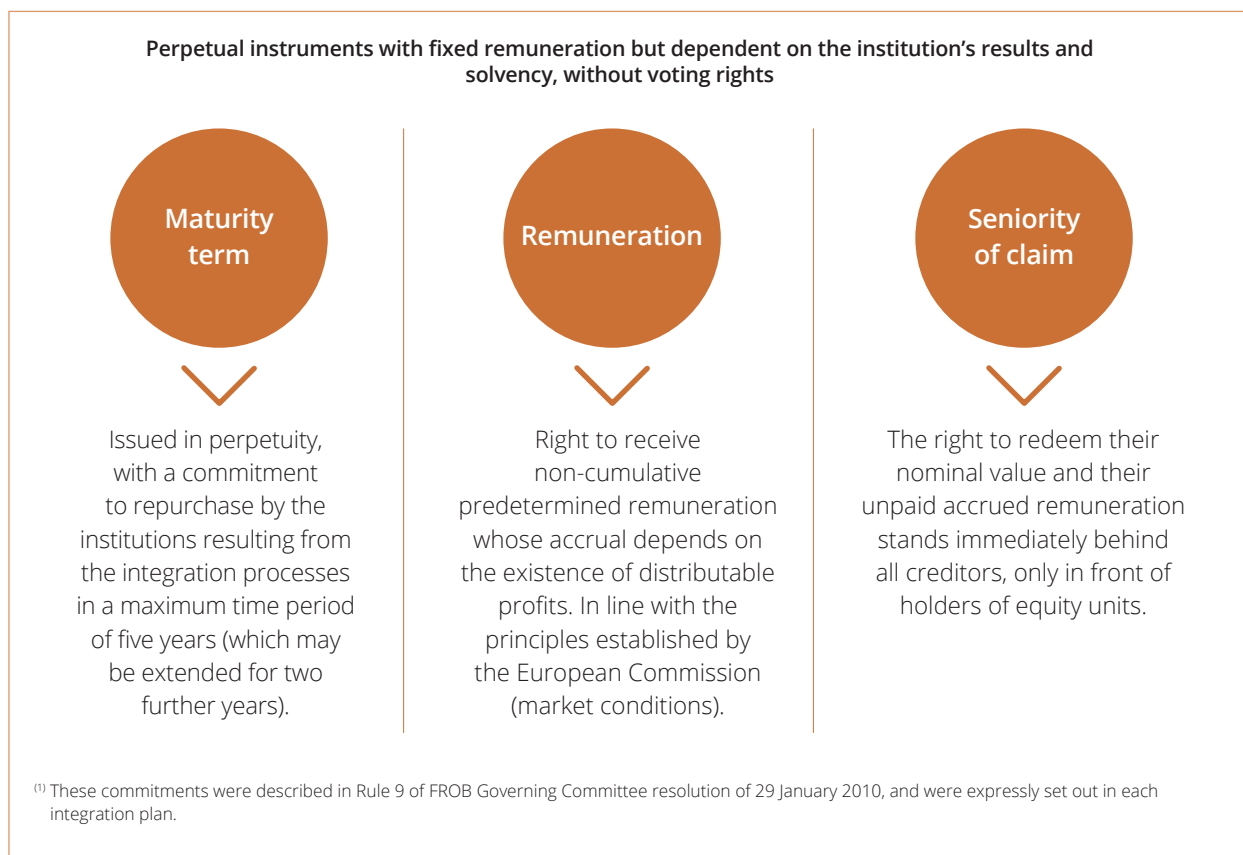 Perpetual instruments with fixed remuneration but dependent on the institution’s results and
solvency, without voting rights
Maturity
term
Issued in perpetuity,
with a commitment
to repurchase by the
institutions resulting from
the integration processes
in a maximum time period
of five years (which may
be extended for two
further years).
Remuneration
Right to receive
non-cumulative
predetermined remuneration
whose accrual depends on
the existence of distributable
profits. In line with the
principles established by
the European Commission
(market conditions).
Seniority
of claim
The right to redeem their
nominal value and their
unpaid accrued remuneration
stands immediately behind
all creditors, only in front of
holders of equity units.
(1) These commitments were described in Rule 9 of FROB Governing Committee resolution of 29 January 2010, and were expressly set out in each
integration plan.